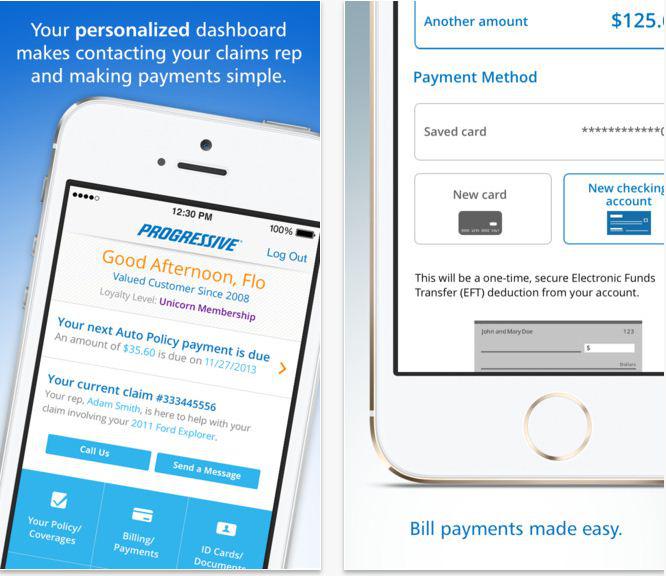 Your personalized dashboard
makes contacting your claims rep
and making payments simple.
12:30 PM
100%
PROGRESSIVE
Log Out
Good Afternoon, Flo
Valued Customer Since 2008
Loyalty Level: Unicorn Membership
Your next Auto Policy payment is due
An amount of $35.60 is due on 11/27/2013
Your current claim #333445556
Your rep, Adam Smith, is here to help with your
claim involving your 2011 Ford Explorer.
Call Us
Send a Message
Your Policy/
Coverages
Billing/
Payments
ID Cards/
Documents
Another amount
$125.
Payment Method
Saved card
************
New card
New checking
account
This will be a one-time, secure Electronic Funds
Transfer (EFT) deduction from your account.
John and Mary Doe
123
$
Dollars
Bill payments made easy.